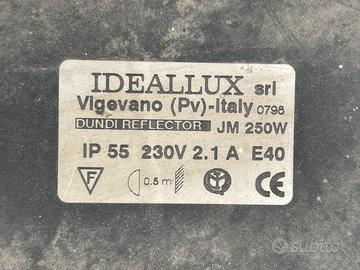 IDEALLUX srl
Vigevano (Pv)-Italy 0798
DUNDI REFLECTOR JM 250W
IP 55 230V 2.1 A E40
F 0.5 m CE
subito